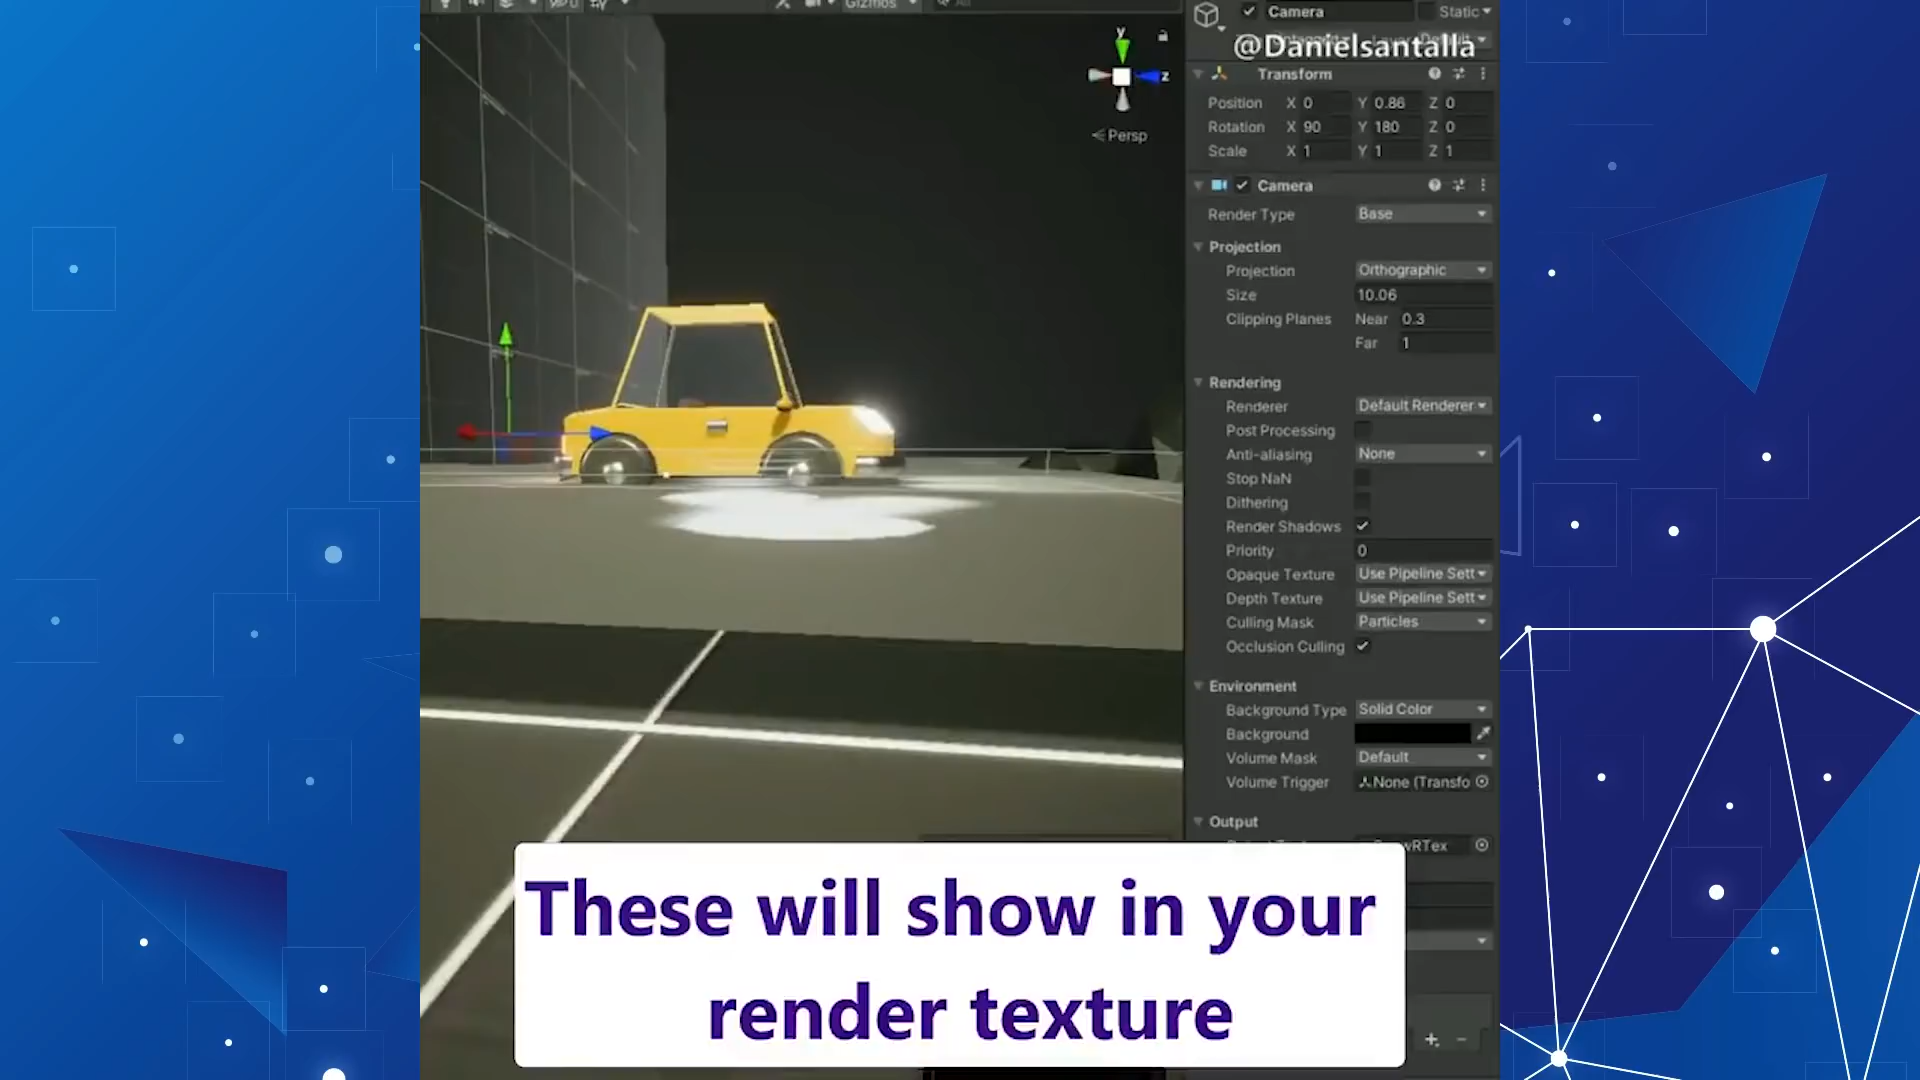 Gizmos
Camera
Static
@Danielsantalla
Transform
Position X 0 Y 0.86 Z 0
Rotation X 90 Y 180 Z 0
Scale X 1 Y 1 Z 1
y
z
Persp
Camera
Render Type Base
Projection
Projection Orthographic
Size 10.06
Clipping Planes Near 0.3
Far 1
Rendering
Renderer Default Renderer
Post Processing
Anti-aliasing None
Stop NaN
Dithering
Render Shadows
Priority 0
Opaque Texture Use Pipeline Sett
Depth Texture Use Pipeline Sett
Culling Mask Particles
Occlusion Culling
Environment
Background Type Solid Color
Background
Volume Mask Default
Volume Trigger None (Transfo
Output
These will show in your
render texture